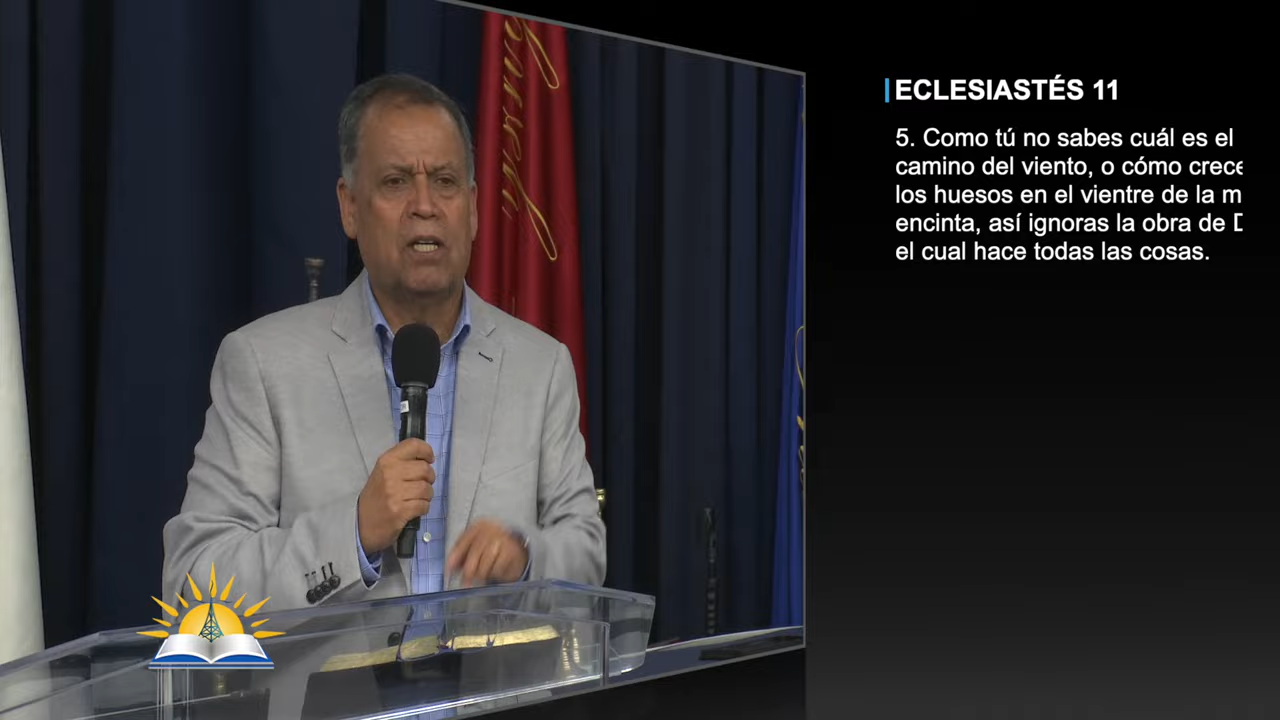 ECLESIASTÉS 11
5. Como tú no sabes cuál es el
camino del viento, o cómo crece
los huesos en el vientre de la m
encinta, así ignoras la obra de D
el cual hace todas las cosas.